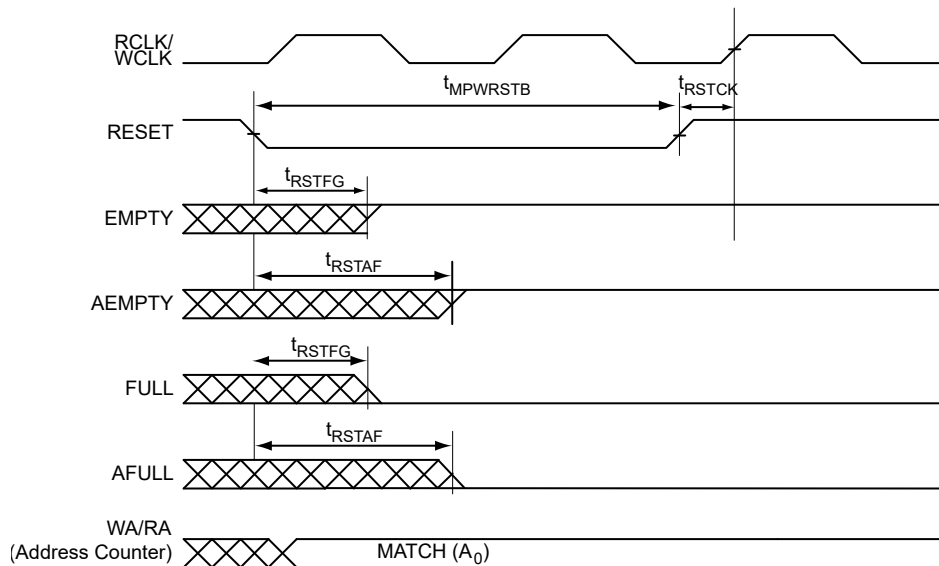 RCLK/
WCLK
tMPWRSTB
tRSTCK
RESET
tRSTFG
EMPTY
tRSTAF
AEMPTY
tRSTFG
FULL
tRSTAF
AFULL
WA/RA
(Address Counter)
MATCH (A0)